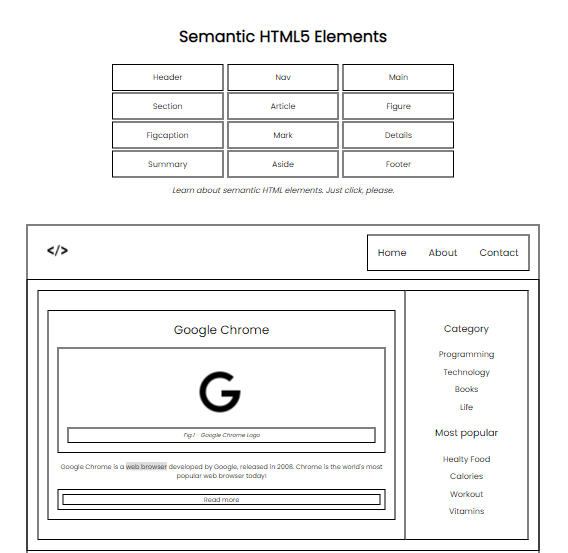 Semantic HTML5 Elements
Header Nav Main
Section Article Figure
Figcaption Mark Details
Summary Aside Footer
Learn about semantic HTML elements. Just click, please.
</> Home About Contact
Google Chrome
G
Fig.1 - Google Chrome Logo
Google Chrome is a web browser developed by Google, released in 2008. Chrome is the world's most
popular web browser today!
Read more
Category
Programming
Technology
Books
Life
Most popular
Healty Food
Calories
Workout
Vitamins